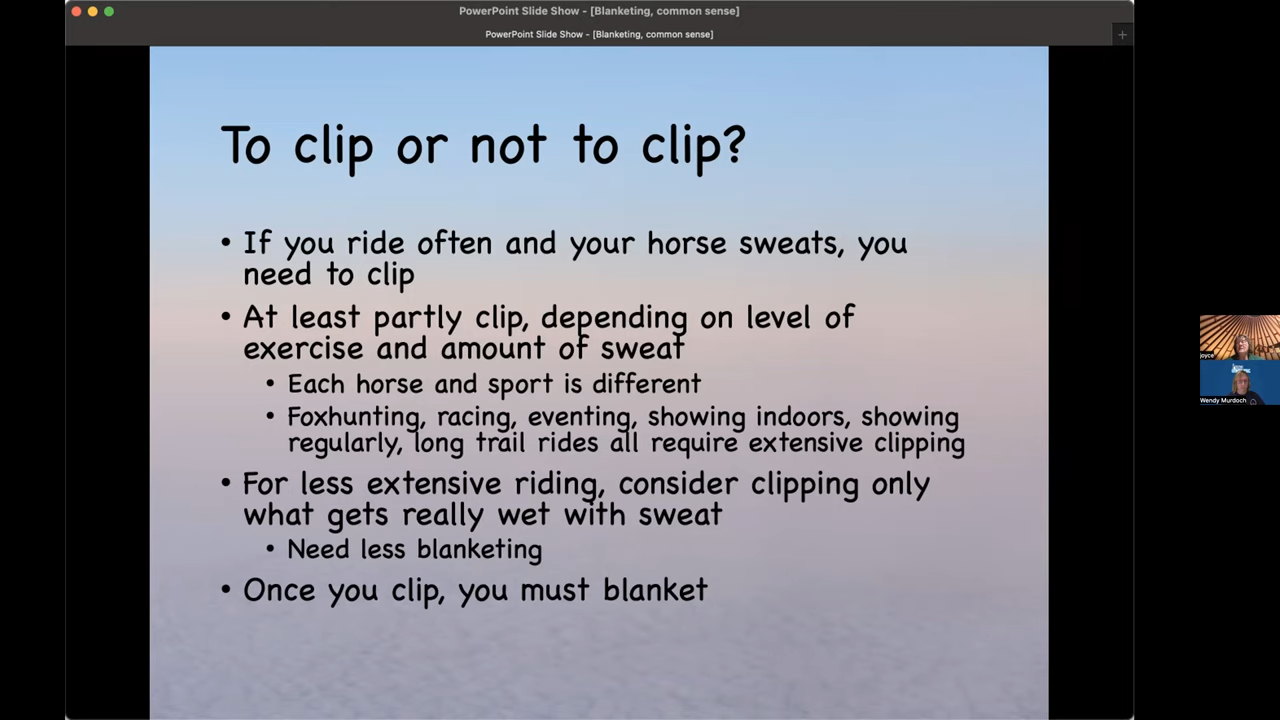 PowerPoint Slide Show - [Blanketing, common sense]
PowerPoint Slide Show - [Blanketing, common sense]
To clip or not to clip?
• If you ride often and your horse sweats, you
need to clip
• At least partly clip, depending on level of
exercise and amount of sweat
• Each horse and sport is different
• Foxhunting, racing, eventing, showing indoors, showing
regularly, long trail rides all require extensive clipping
• For less extensive riding, consider clipping only
what gets really wet with sweat
• Need less blanketing
• Once you clip, you must blanket
joyce
Wendy Murdoch